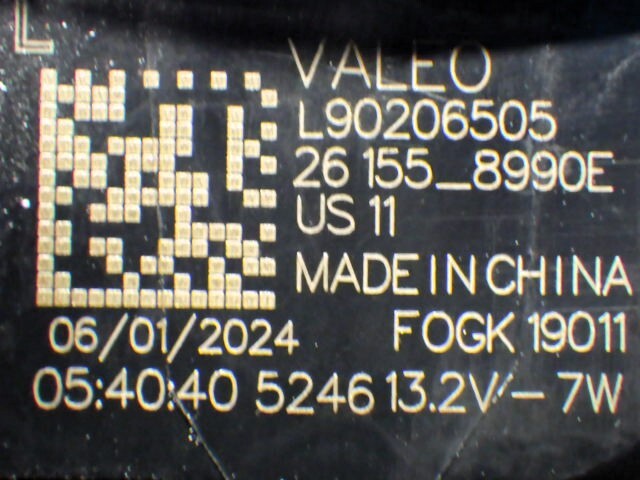 L
VALEO
L90206505
26 155_8990E
US 11
MADE IN CHINA
06/01/2024 FOGK 19011
05:40:40 5246 13.2V - 7W